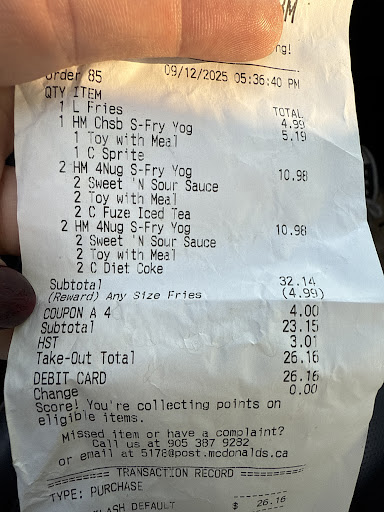 RM
ng!
Order 85 09/12/2025 05:36:40 PM
QTY ITEM TOTAL
1 L Fries 4.99
1 HM Chsb S-Fry Yog 5.19
1 Toy with Meal
1 C Sprite
2 HM 4Nug S-Fry Yog 10.98
2 Sweet 'N Sour Sauce
2 Toy with Meal
2 C Fuze Iced Tea
2 HM 4Nug S-Fry Yog 10.98
2 Sweet 'N Sour Sauce
2 Toy with Meal
2 C Diet Coke
Subtotal 32.14
(Reward) Any Size Fries (4.99)
COUPON A 4 4.00
Subtotal 23.15
HST 3.01
Take-Out Total 26.16
DEBIT CARD 26.16
Change 0.00
Score! You're collecting points on
eligible items.
Missed item or have a complaint?
Call us at 905 387 9282
or email at 5178@post.mcdonalds.ca
======== TRANSACTION RECORD ========
TYPE: PURCHASE
LASH DEFAULT $ 26.16